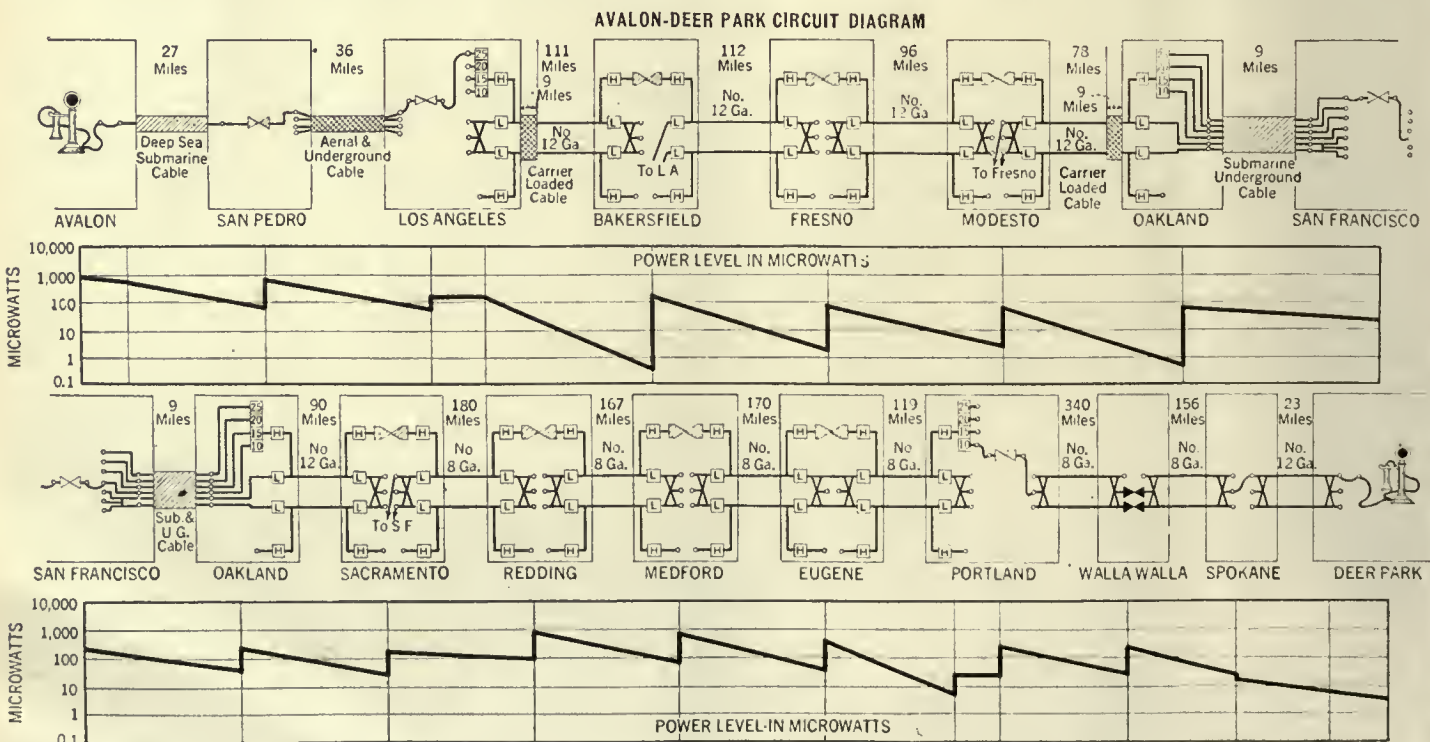 AVALON-DEER PARK CIRCUIT DIAGRAM
27 Miles
36 Miles
111 Miles
9 Miles
112 Miles
96 Miles
78 Miles
9 Miles
9 Miles
25
20
15
10
H
L
No. 12 Ga.
No. 12 Ga.
No. 12 Ga.
No. 12 Ga.
Deep Sea Submarine Cable
Aerial & Underground Cable
Carrier Loaded Cable
To L A
To Fresno
Carrier Loaded Cable
Submarine Underground Cable
AVALON
SAN PEDRO
LOS ANGELES
BAKERSFIELD
FRESNO
MODESTO
OAKLAND
SAN FRANCISCO
POWER LEVEL IN MICROWATTS
MICROWATTS
10,000
1,000
100
10
1
0.1
9 Miles
90 Miles
180 Miles
167 Miles
170 Miles
119 Miles
340 Miles
156 Miles
23 Miles
25
20
15
10
No. 12 Ga.
No. 8 Ga.
No. 8 Ga.
No. 8 Ga.
No. 8 Ga.
No. 8 Ga.
No. 8 Ga.
No. 12 Ga.
Sub. & U G. Cable
To S F
SAN FRANCISCO
OAKLAND
SACRAMENTO
REDDING
MEDFORD
EUGENE
PORTLAND
WALLA WALLA
SPOKANE
DEER PARK
MICROWATTS
10,000
1,000
100
10
1
0.1
POWER LEVEL-IN MICROWATTS